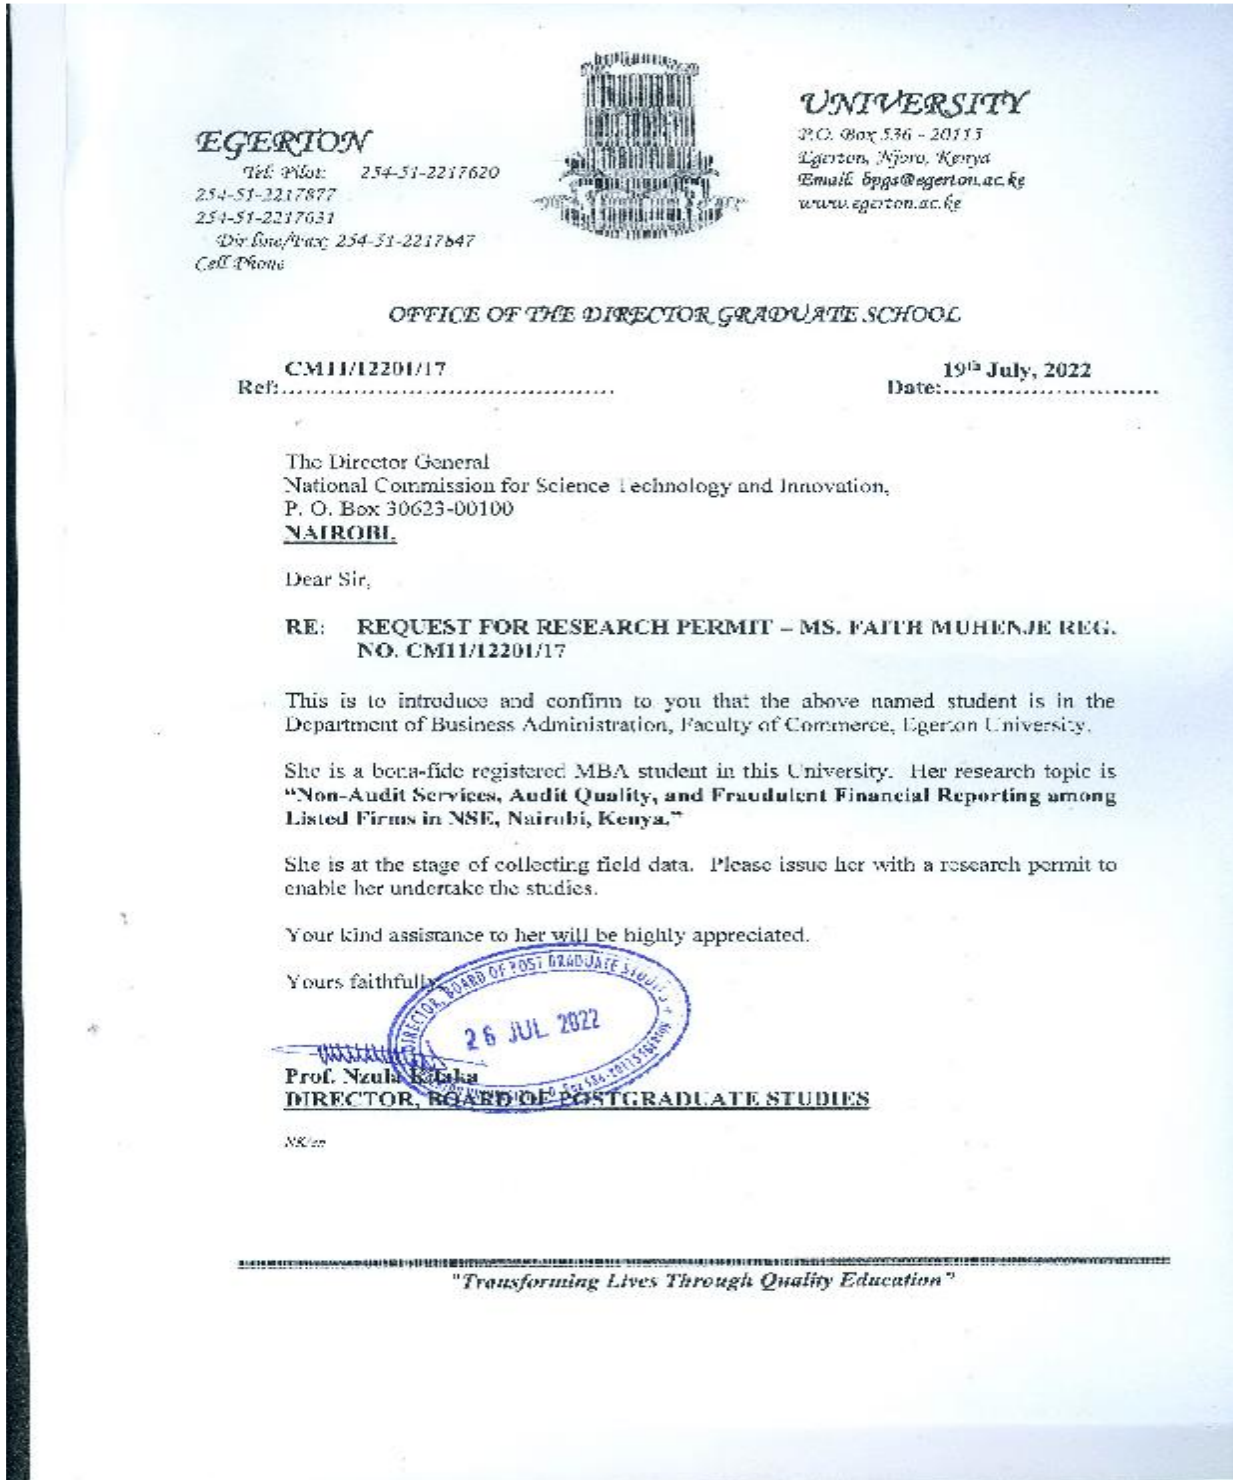 EGERTON
Tel: Pilot: 254-51-2217620
254-51-2217877
254-51-2217631
Dir line/Fax; 254-51-2217847
Cell Phone
UNIVERSITY
P.O. Box 536 - 20115
Egerton, Njoro, Kenya
Email: bpgs@egerton.ac.ke
www.egerton.ac.ke
OFFICE OF THE DIRECTOR GRADUATE SCHOOL
CM11/12201/17
Ref:..........................................
19th July, 2022
Date:...........................
The Director General
National Commission for Science Technology and Innovation,
P. O. Box 30623-00100
NAIROBI.
Dear Sir,
RE: REQUEST FOR RESEARCH PERMIT – MS. FAITH MUHENJE REG.
NO. CM11/12201/17
This is to introduce and confirm to you that the above named student is in the
Department of Business Administration, Faculty of Commerce, Egerton University.
She is a bona-fide registered MBA student in this University. Her research topic is
“Non-Audit Services, Audit Quality, and Fraudulent Financial Reporting among
Listed Firms in NSE, Nairobi, Kenya.”
She is at the stage of collecting field data. Please issue her with a research permit to
enable her undertake the studies.
Your kind assistance to her will be highly appreciated.
Yours faithfully
DIRECTOR, BOARD OF POST GRADUATE STUDIES
26 JUL 2022
Prof. Nzula Kitaka
DIRECTOR, BOARD OF POSTGRADUATE STUDIES
"Transforming Lives Through Quality Education"